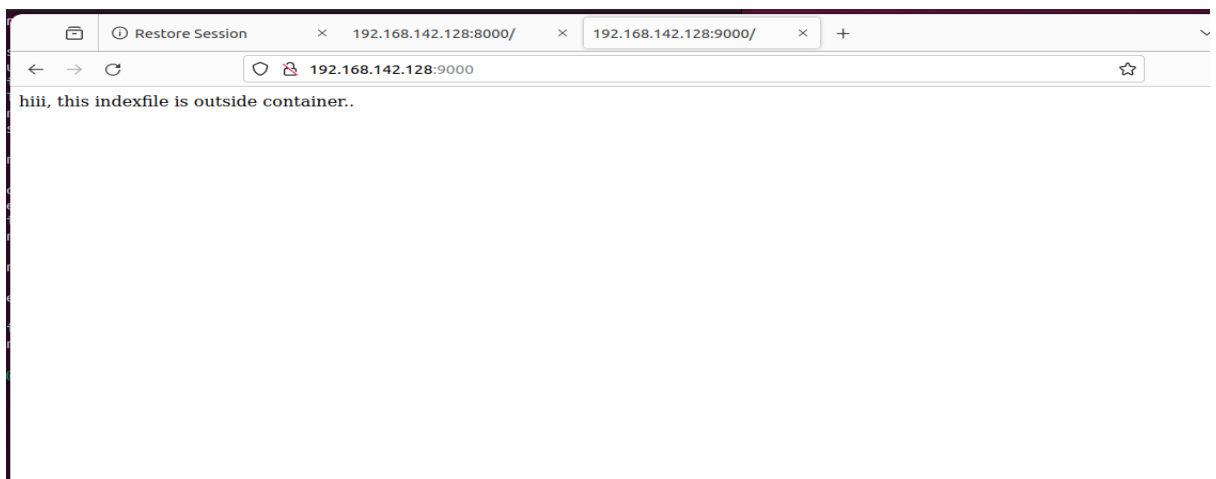 Restore Session
192.168.142.128:8000/
192.168.142.128:9000/
192.168.142.128:9000
hiii, this indexfile is outside container..